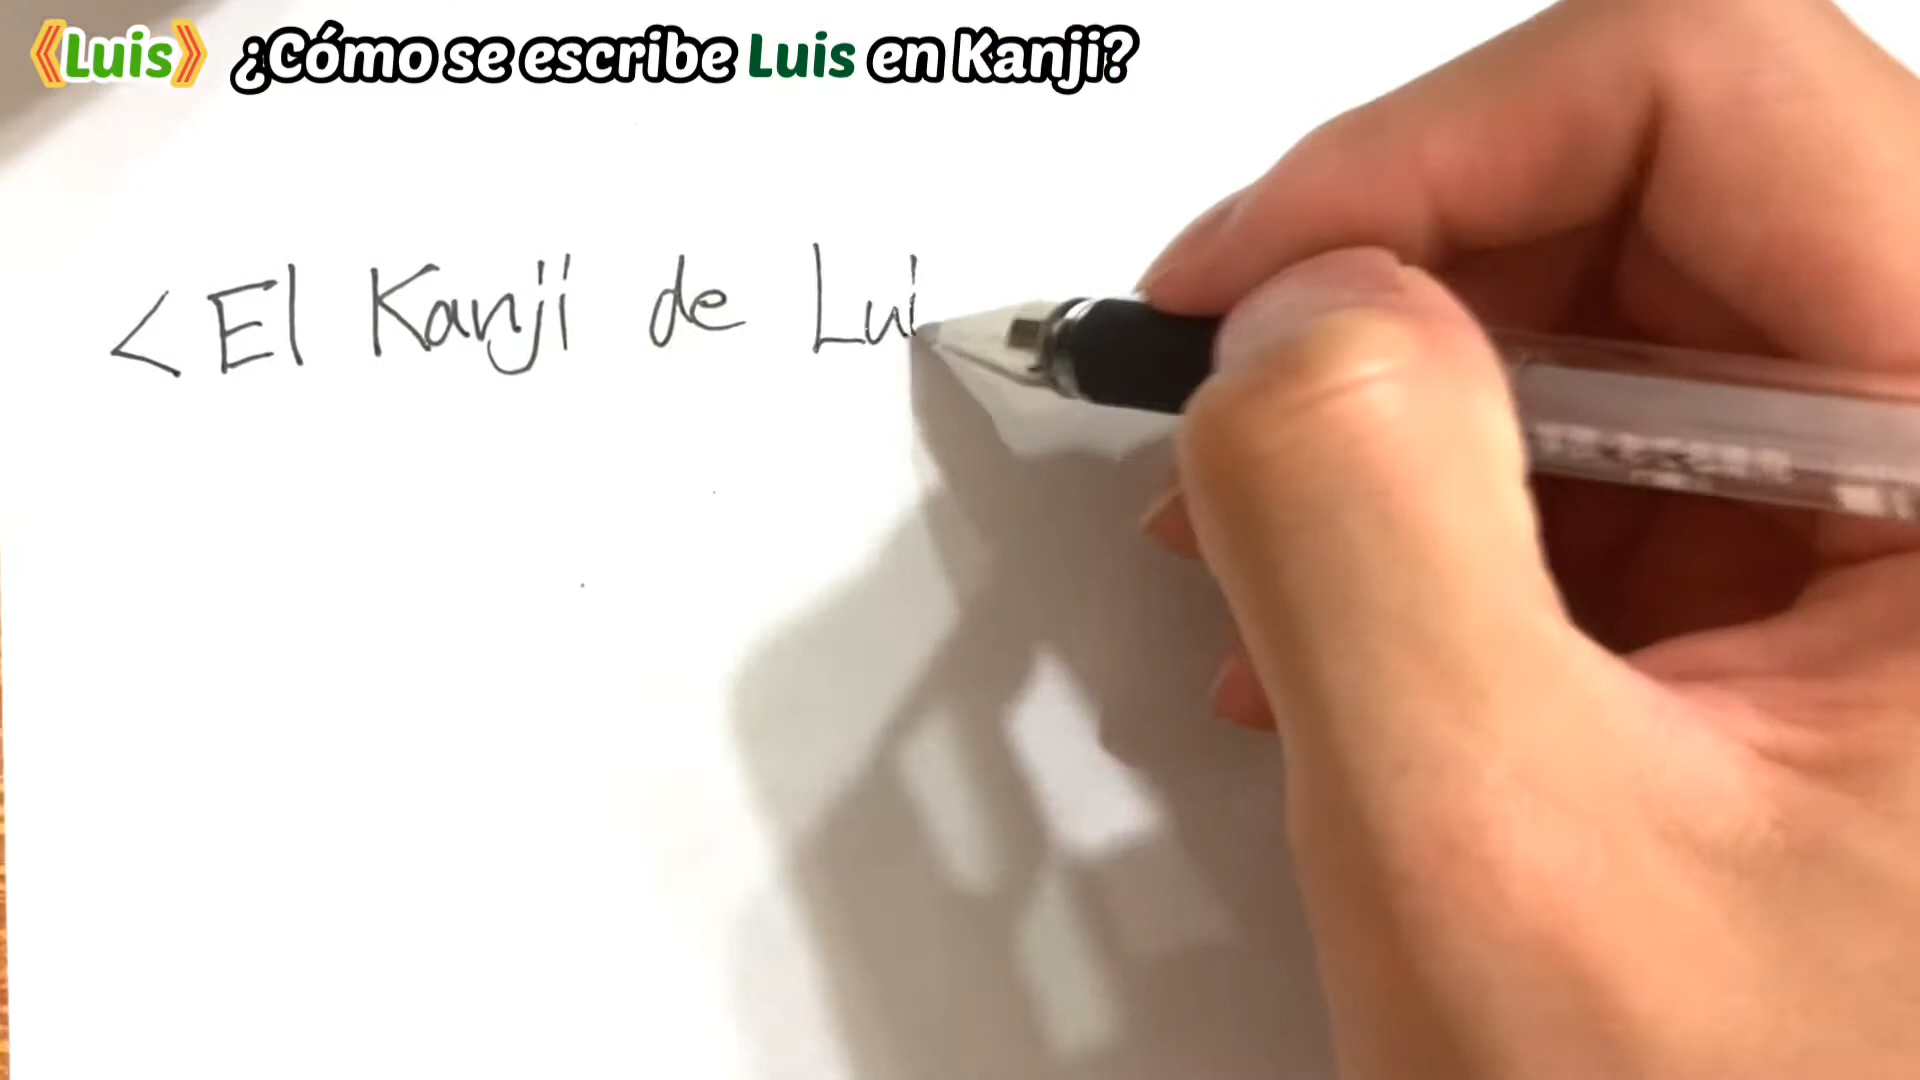 《Luis》 ¿Cómo se escribe Luis en Kanji?
<El Kanji de Lui